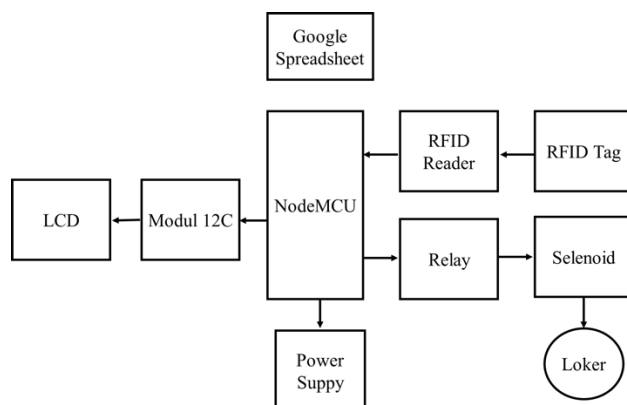 Google
Spreadsheet
RFID
Reader
RFID Tag
NodeMCU
LCD
Modul 12C
Relay
Selenoid
Power
Suppy
Loker